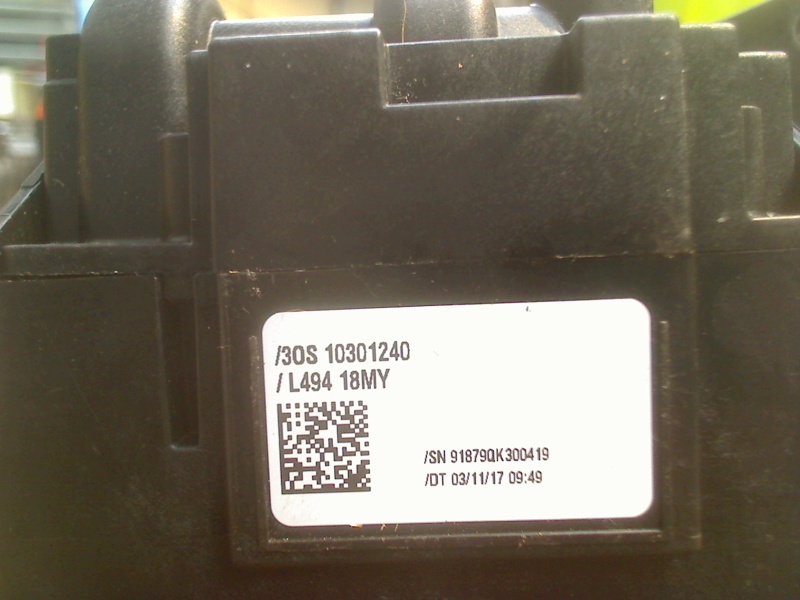 /3OS 10301240
/ L494 18MY
/SN 91879QK300419
/DT 03/11/17 09:49